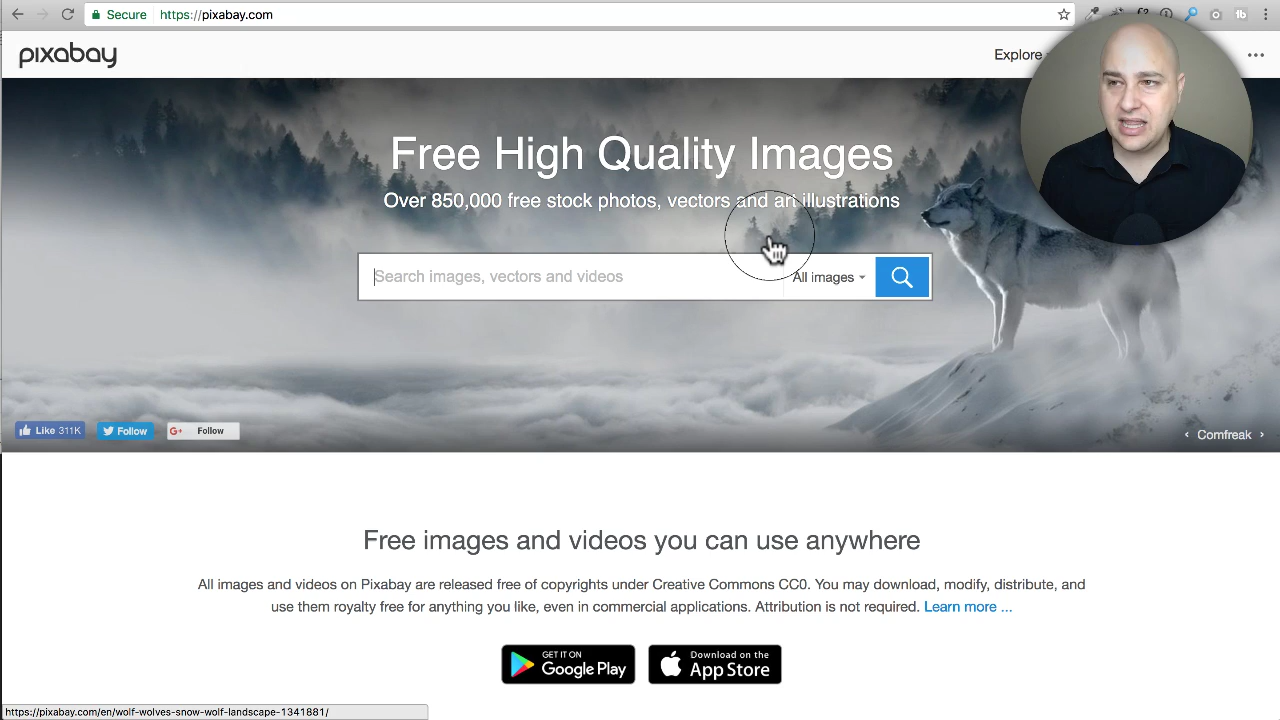 Secure https://pixabay.com
pixabay
Explore
Free High Quality Images
Over 850,000 free stock photos, vectors and art illustrations
Search images, vectors and videos
All images
Like 311K
Follow
G+ Follow
‹ Comfreak ›
Free images and videos you can use anywhere
All images and videos on Pixabay are released free of copyrights under Creative Commons CC0. You may download, modify, distribute, and
use them royalty free for anything you like, even in commercial applications. Attribution is not required. Learn more ...
GET IT ON
Google Play
Download on the
App Store
https://pixabay.com/en/wolf-wolves-snow-wolf-landscape-1341881/